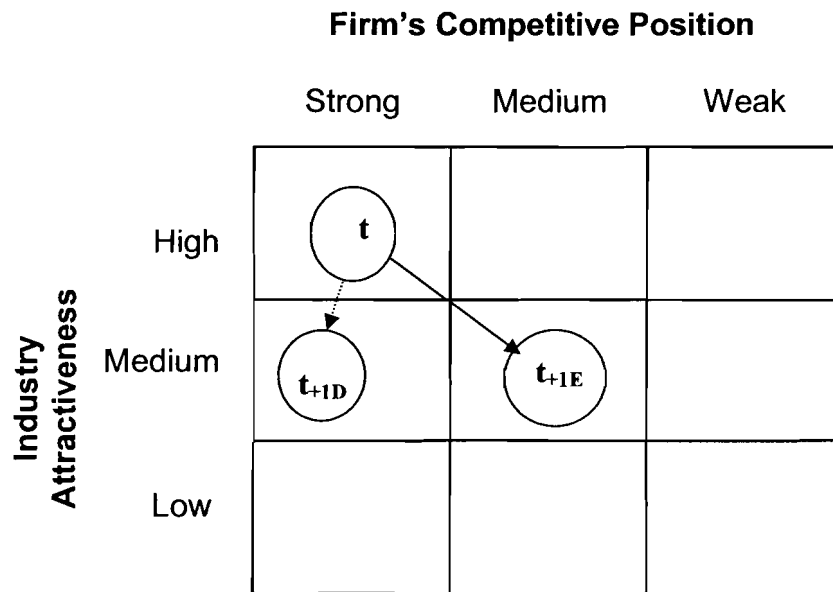 Firm's Competitive Position
Strong Medium Weak
High
t
Medium
t+1D
t+1E
Low
Industry
Attractiveness